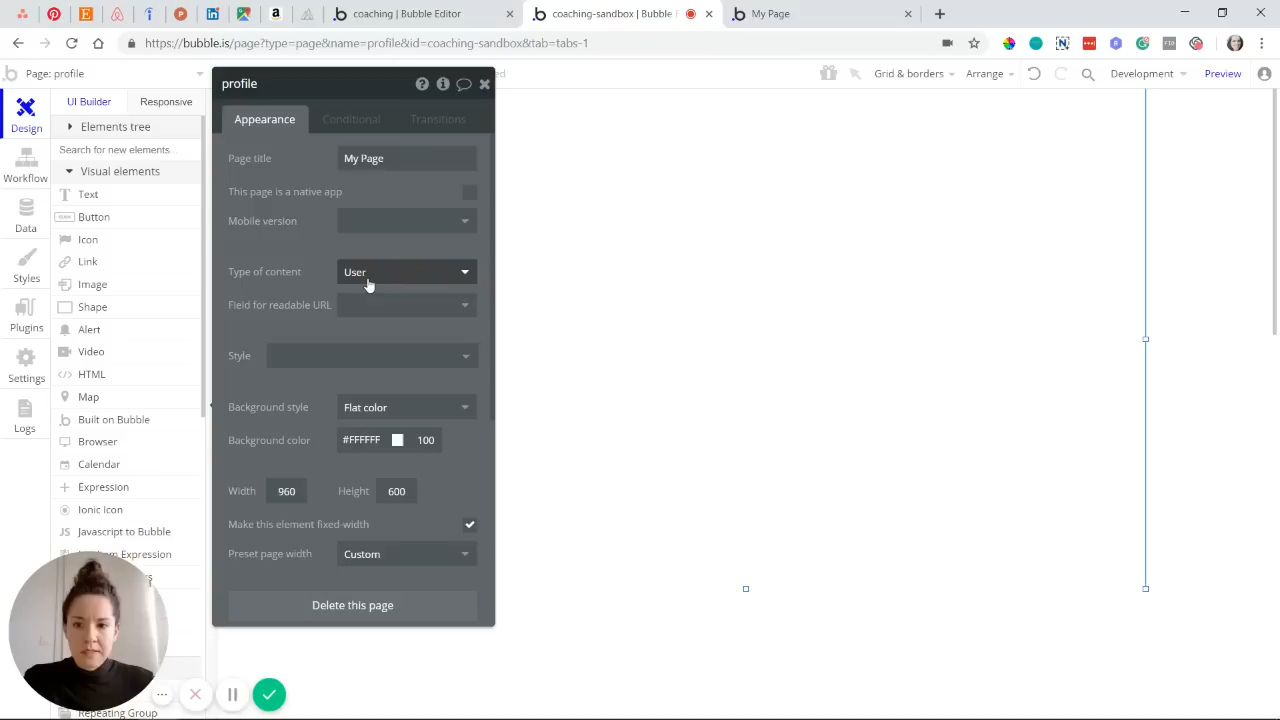 coaching | Bubble Editor
coaching-sandbox | Bubble E
My Page
https://bubble.is/page?type=page&name=profile&id=coaching-sandbox&tab=tabs-1
Page: profile
Grid & borders
Arrange
Development
Preview
Design
Workflow
Data
Styles
Plugins
Settings
Logs
UI Builder
Responsive
Elements tree
Search for new elements...
Visual elements
Text
Button
Icon
Link
Image
Shape
Alert
Video
HTML
Map
Built on Bubble
Browser
Calendar
Expression
Ionic Icon
Javascript to Bubble
Expression
Repeating Group
profile
Appearance
Conditional
Transitions
Page title
My Page
This page is a native app
Mobile version
Type of content
User
Field for readable URL
Style
Background style
Flat color
Background color
#FFFFFF
100
Width
960
Height
600
Make this element fixed-width
Preset page width
Custom
Delete this page